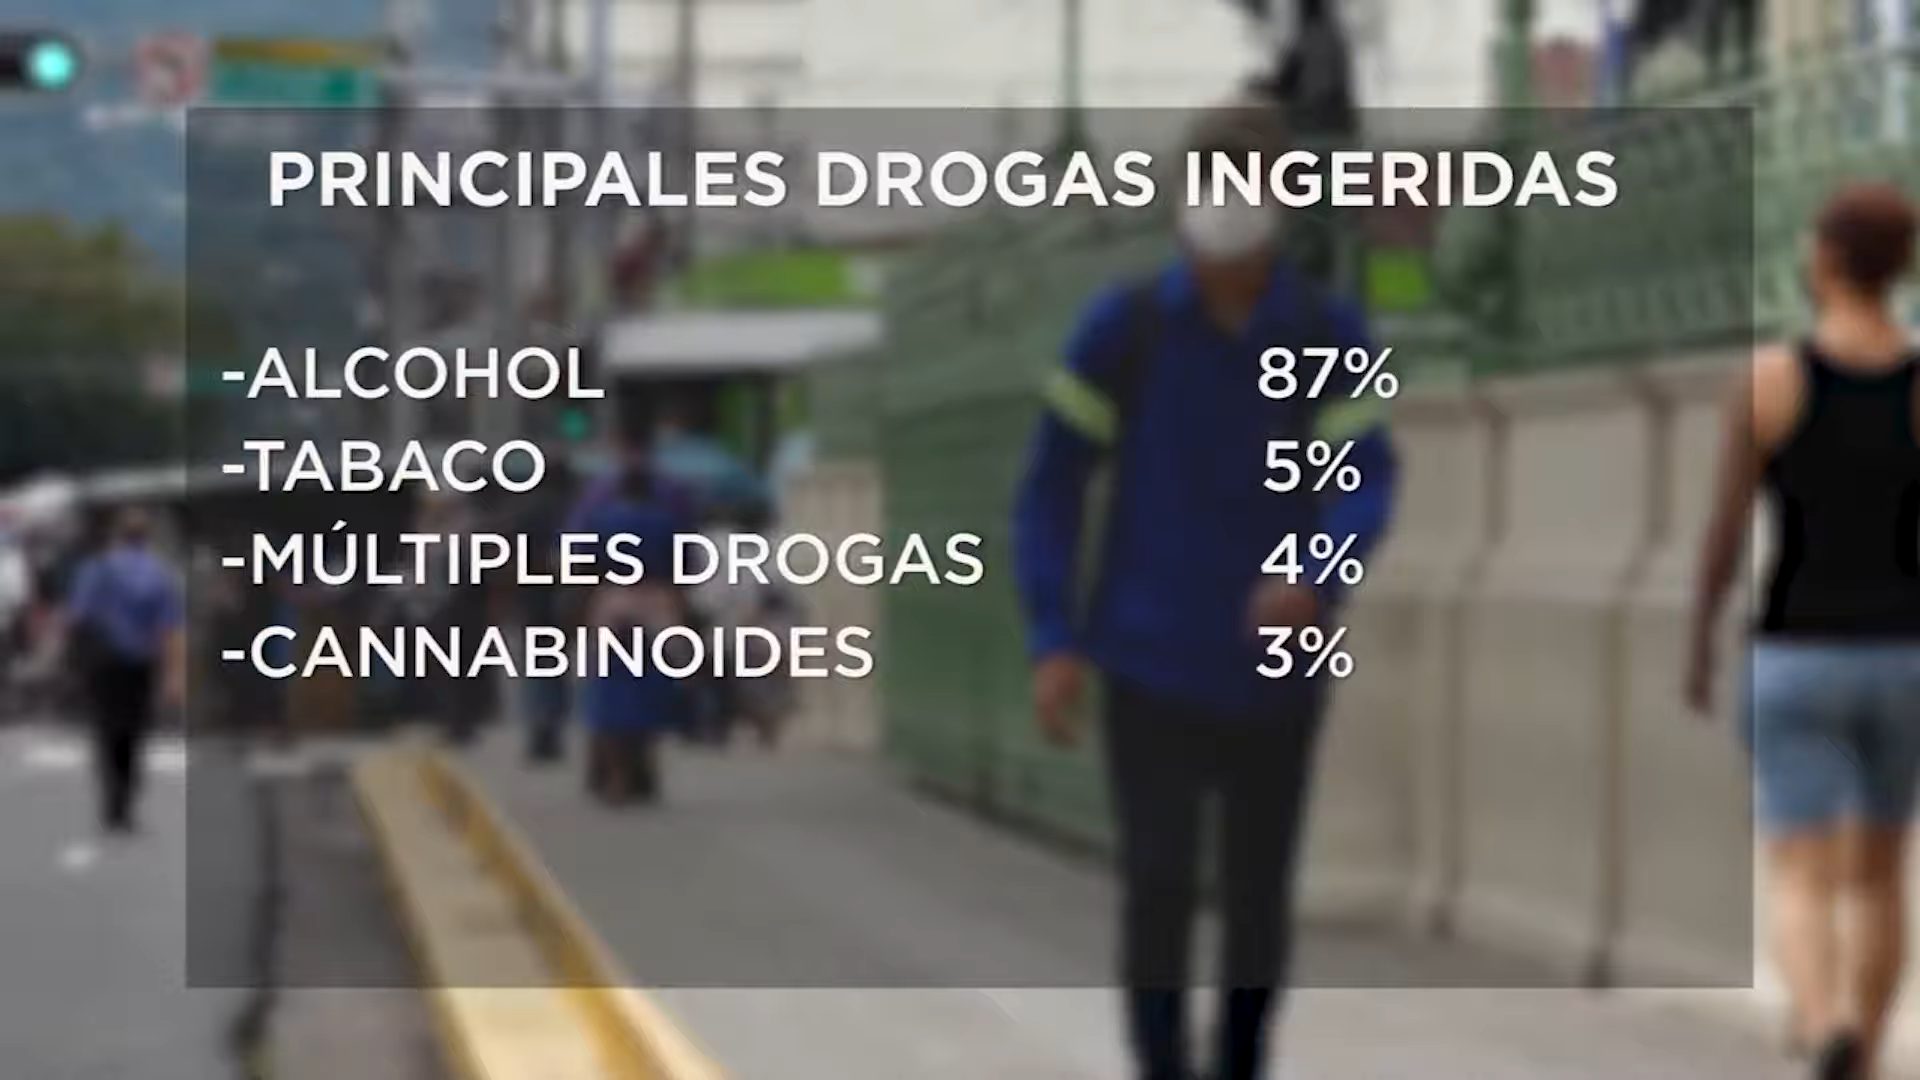 PRINCIPALES DROGAS INGERIDAS
-ALCOHOL 87%
-TABACO 5%
-MÚLTIPLES DROGAS 4%
-CANNABINOIDES 3%